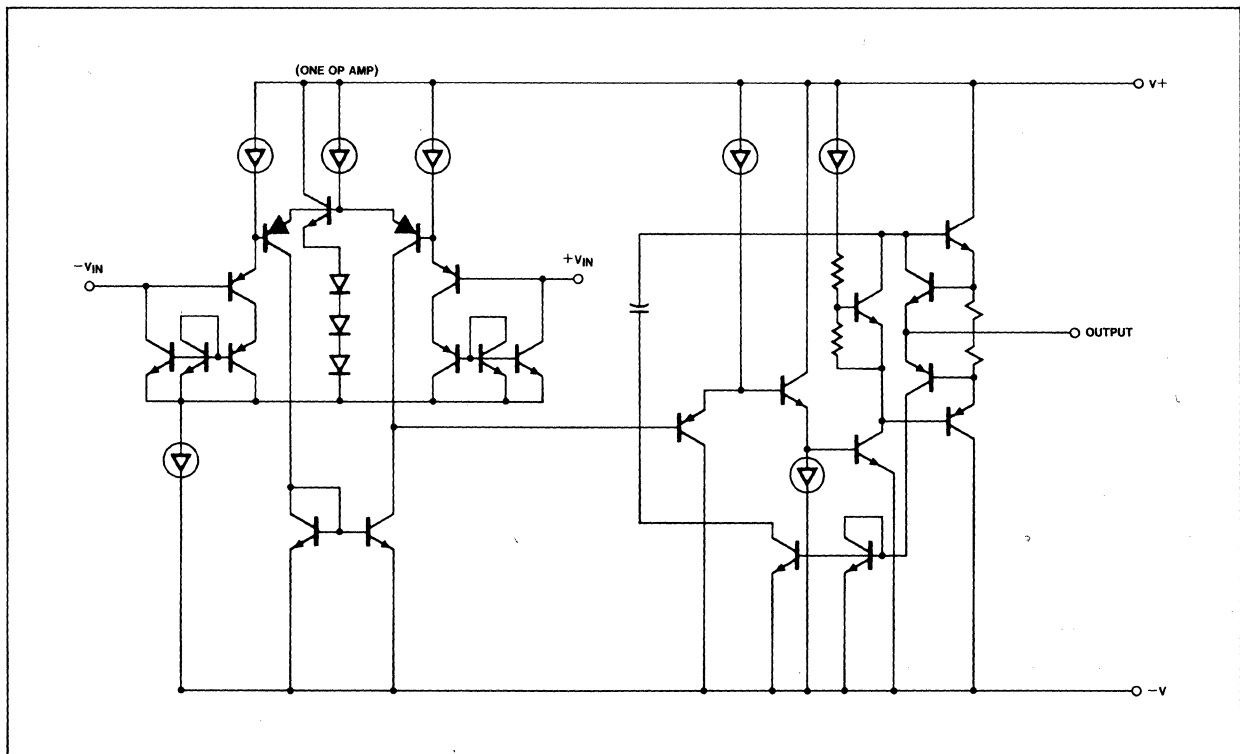 (ONE OP AMP)
V+
−VIN
+VIN
OUTPUT
−V